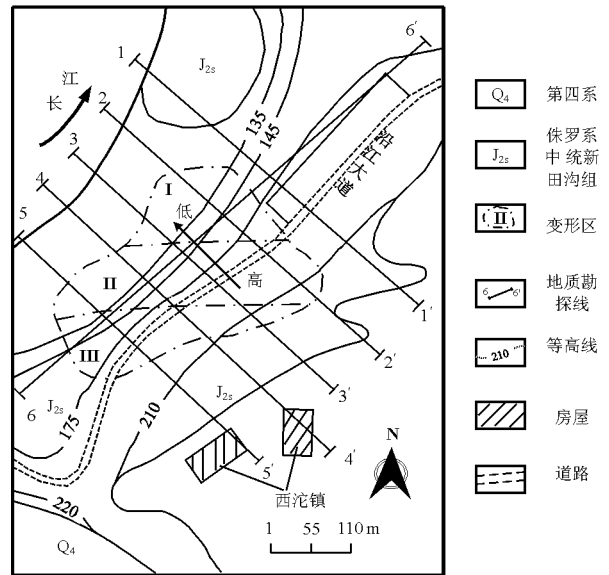 6′
1
J₂ₛ
2
长江
3
135
145
沿江大道
4
I
低
5
高
II
1′
III
2′
6
J₂ₛ
J₂ₛ
3′
175
210
5′
4′
西沱镇
N
220
Q₄
1 55 110 m
Q₄
第四系
J₂ₛ
侏罗系
中 统新
田沟组
II
变形区
6 6′
地质勘
探线
210
等高线
房屋
道路